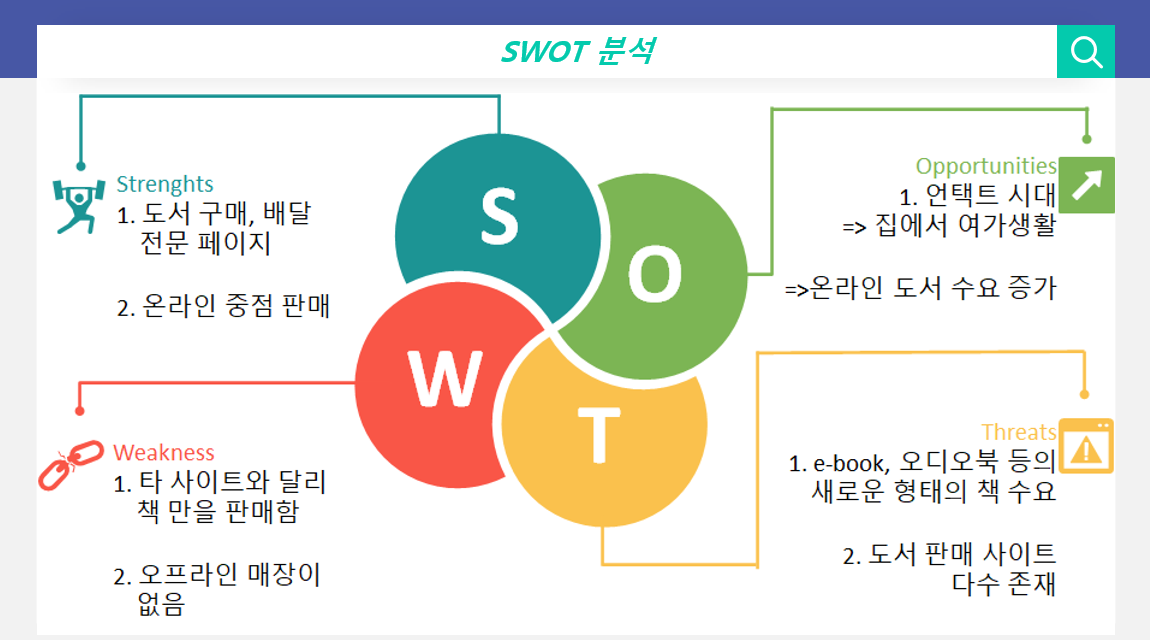 SWOT 분석
S
O
W
T
Strenghts
1. 도서 구매, 배달
전문 페이지
2. 온라인 중점 판매
Opportunities
1. 언택트 시대
=> 집에서 여가생활
=>온라인 도서 수요 증가
Weakness
1. 타 사이트와 달리
책 만을 판매함
2. 오프라인 매장이
없음
Threats
1. e-book, 오디오북 등의
새로운 형태의 책 수요
2. 도서 판매 사이트
다수 존재